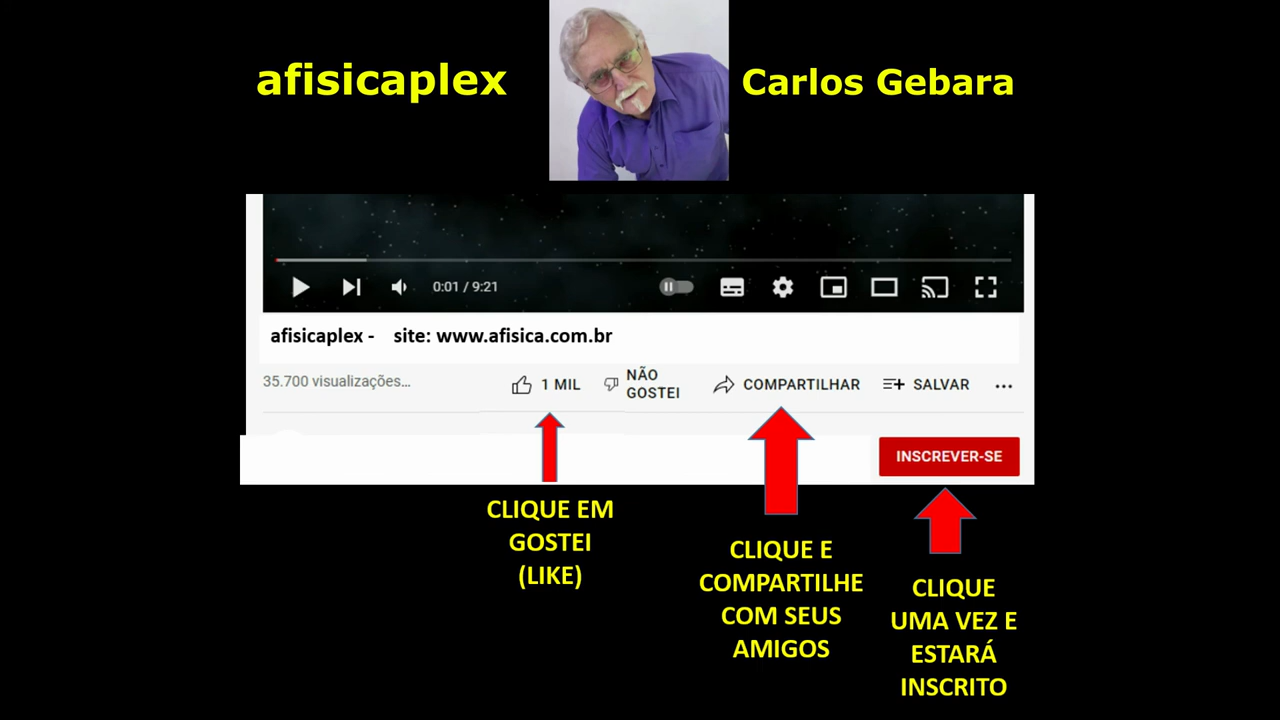 afisicaplex
Carlos Gebara
0:01 / 9:21
afisicaplex - site: www.afisica.com.br
35.700 visualizações...
1 MIL
NÃO
GOSTEI
COMPARTILHAR
SALVAR
INSCREVER-SE
CLIQUE EM
GOSTEI
(LIKE)
CLIQUE E
COMPARTILHE
COM SEUS
AMIGOS
CLIQUE
UMA VEZ E
ESTARÁ
INSCRITO